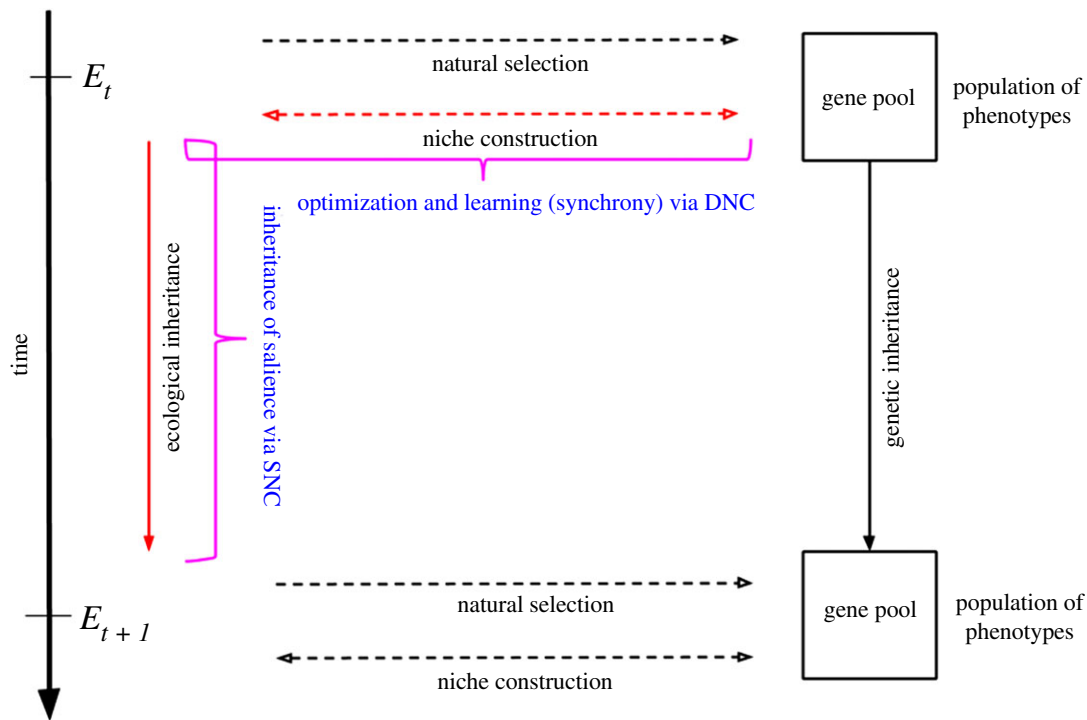 E_t
natural selection
niche construction
gene pool
population of
phenotypes
optimization and learning (synchrony) via DNC
time
ecological inheritance
inheritance of salience via SNC
genetic inheritance
E_{t + 1}
natural selection
niche construction
gene pool
population of
phenotypes